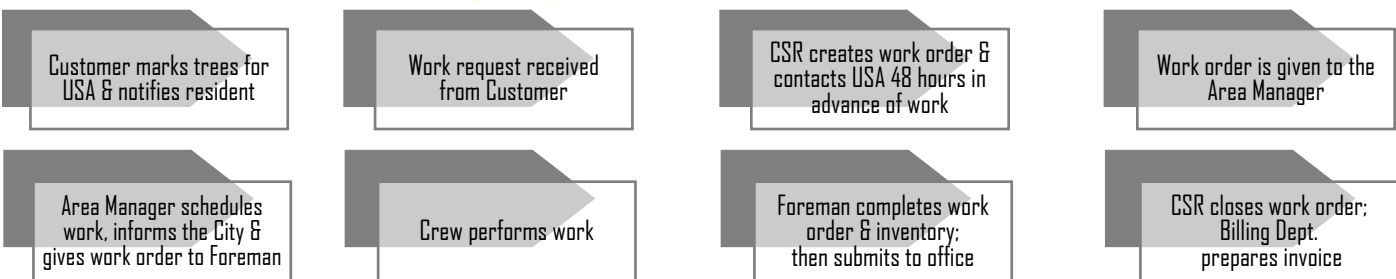 Customer marks trees for
USA & notifies resident
Work request received
from Customer
CSR creates work order &
contacts USA 48 hours in
advance of work
Work order is given to the
Area Manager
Area Manager schedules
work, informs the City &
gives work order to Foreman
Crew performs work
Foreman completes work
order & inventory;
then submits to office
CSR closes work order;
Billing Dept.
prepares invoice